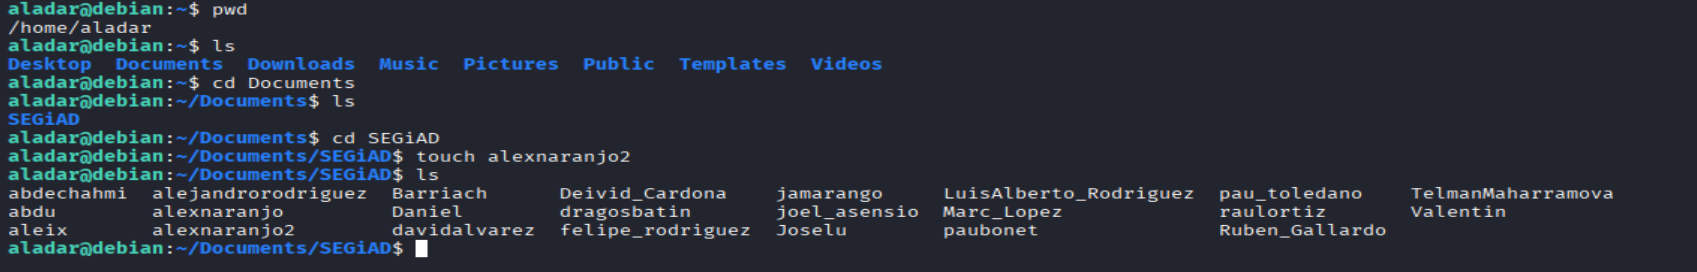 aladar@debian:~$ pwd
/home/aladar
aladar@debian:~$ ls
Desktop  Documents  Downloads  Music  Pictures  Public  Templates  Videos
aladar@debian:~$ cd Documents
aladar@debian:~/Documents$ ls
SEGiAD
aladar@debian:~/Documents$ cd SEGiAD
aladar@debian:~/Documents/SEGiAD$ touch alexnaranjo2
aladar@debian:~/Documents/SEGiAD$ ls
abdechahmi  alejandrorodriguez  Barriach  Deivid_Cardona  jamarango  LuisAlberto_Rodriguez  pau_toledano  TelmanMaharramova
abdu  alexnaranjo  Daniel  dragosbatin  joel_asensio  Marc_Lopez  raulortiz  Valentin
aleix  alexnaranjo2  davidalvarez  felipe_rodriguez  Joselu  paubonet  Ruben_Gallardo
aladar@debian:~/Documents/SEGiAD$